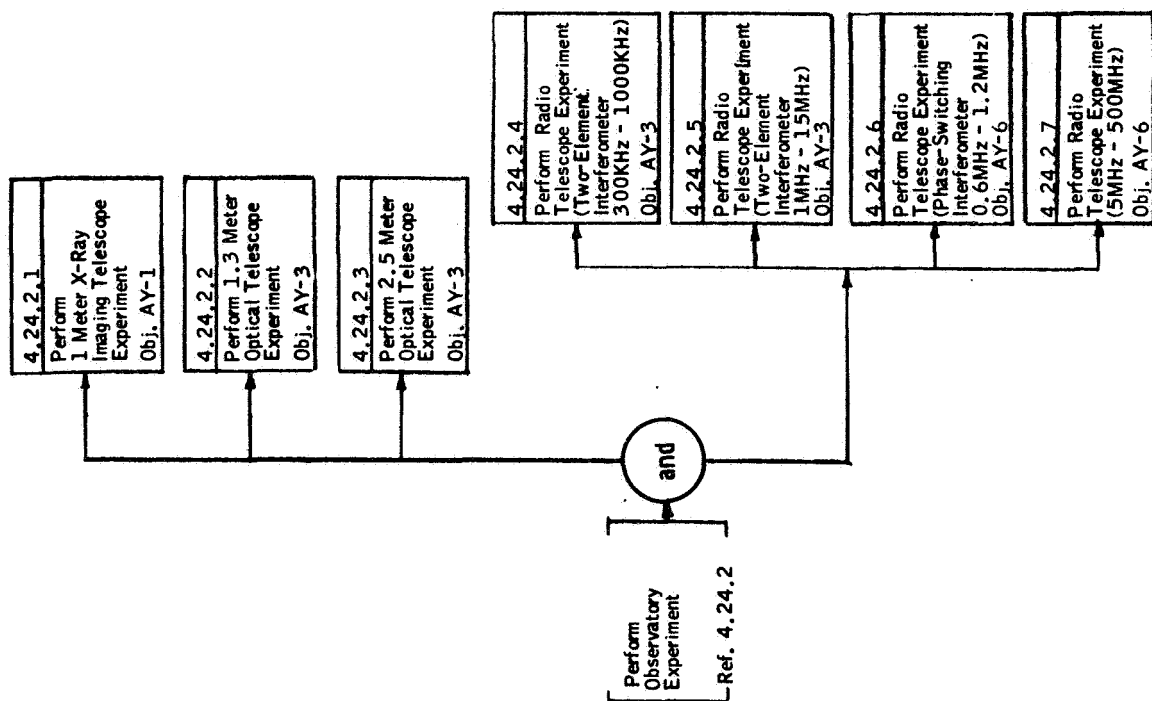 Perform
Observatory
Experiment
Ref. 4.24.2
and
4.24.2.1
Perform
1 Meter X-Ray
Imaging Telescope
Experiment
Obj. AY-1
4.24.2.2
Perform 1.3 Meter
Optical Telescope
Experiment
Obj. AY-3
4.24.2.3
Perform 2.5 Meter
Optical Telescope
Experiment
Obj. AY-3
4.24.2.4
Perform Radio
Telescope Experiment
(Two-Element
Interferometer
300KHz - 1000KHz)
Obj. AY-3
4.24.2.5
Perform Radio
Telescope Experiment
(Two-Element
Interferometer
1MHz - 15MHz)
Obj. AY-3
4.24.2.6
Perform Radio
Telescope Experiment
(Phase-Switching
Interferometer
0.6MHz - 1.2MHz)
Obj. AY-6
4.24.2.7
Perform Radio
Telescope Experiment
(5MHz - 500MHz)
Obj. AY-6